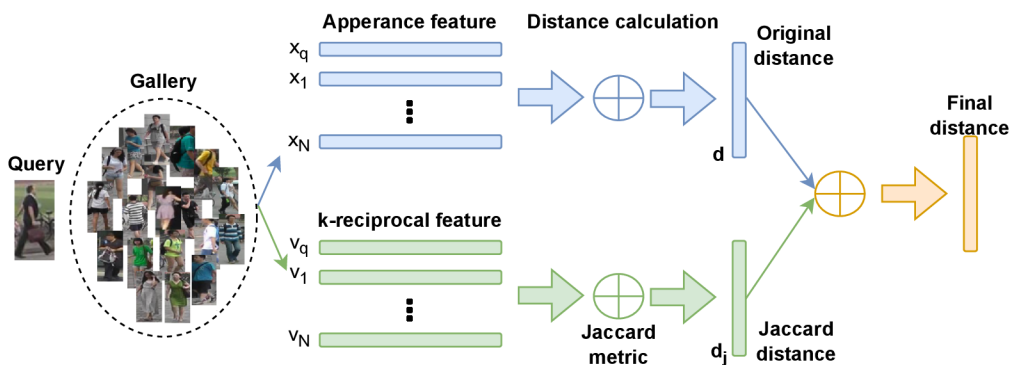 Query
Gallery
Apperance feature
x_q
x_1
x_N
k-reciprocal feature
v_q
v_1
v_N
Distance calculation
Jaccard
metric
Original
distance
d
d_j
Jaccard
distance
Final
distance